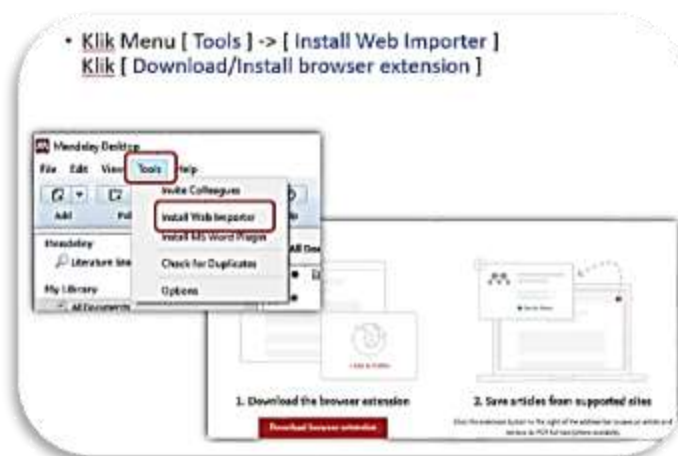 • Klik Menu [ Tools ] -> [ Install Web Importer ]
Klik [ Download/Install browser extension ]
Mendeley Desktop
File Edit View Tools Help
Invite Colleagues
Add
Install Web Importer
Install MS Word Plugin
Mendeley
All Doc
Literature
Check for Duplicates
My Library
Options
All Documents
1. Download the browser extension
2. Save articles from supported sites
Download browser extension